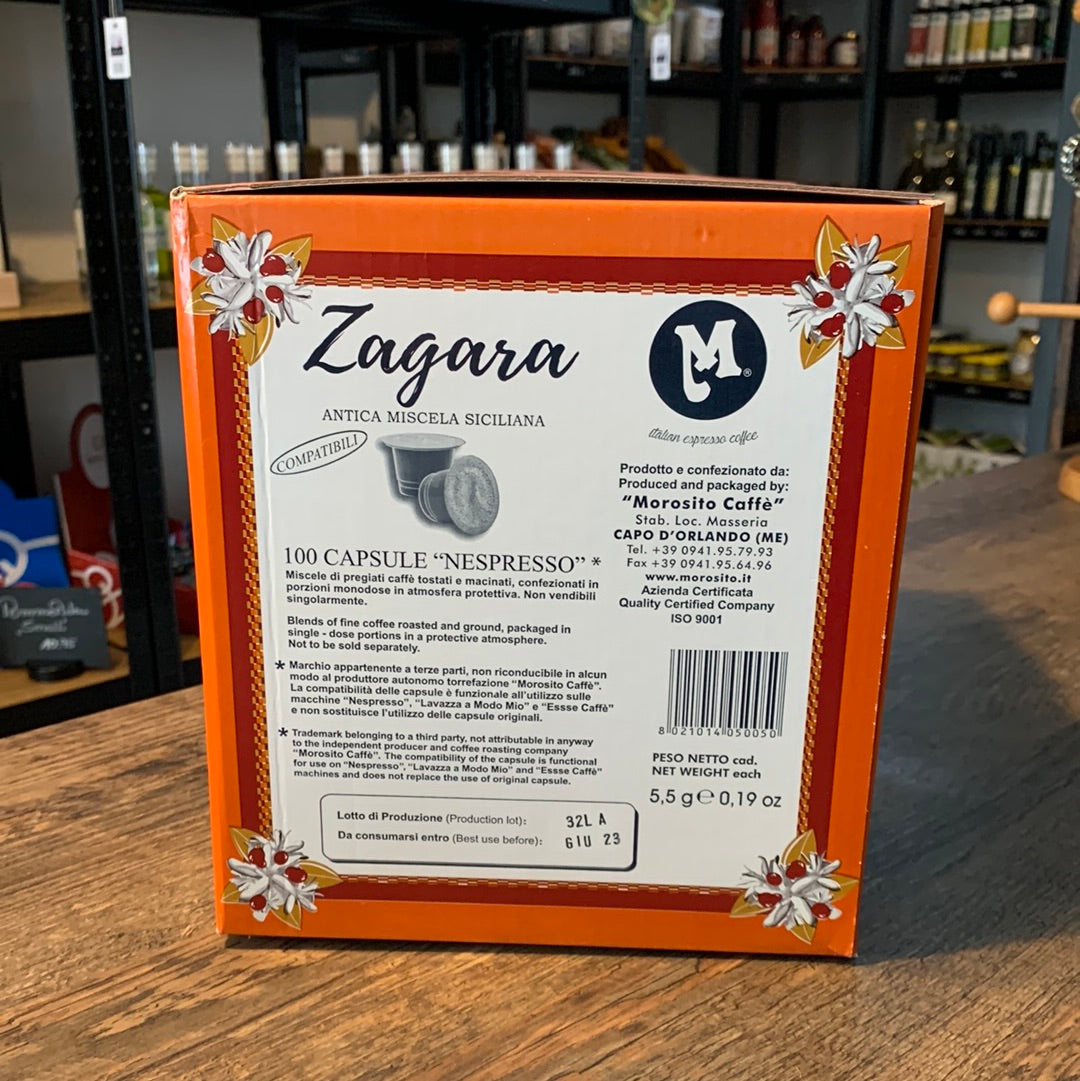 Zagara
ANTICA MISCELA SICILIANA
COMPATIBILI
100 CAPSULE “NESPRESSO” *
Miscele di pregiati caffè tostati e macinati, confezionati in
porzioni monodose in atmosfera protettiva. Non vendibili
singolarmente.
Blends of fine coffee roasted and ground, packaged in
single - dose portions in a protective atmosphere.
Not to be sold separately.
* Marchio appartenente a terze parti, non riconducibile in alcun
modo al produttore autonomo torrefazione “Morosito Caffè”.
La compatibilità delle capsule è funzionale all’utilizzo sulle
macchine “Nespresso”, “Lavazza a Modo Mio” e “Essse Caffè”
e non sostituisce l’utilizzo delle capsule originali.
* Trademark belonging to a third party, not attributable in anyway
to the independent producer and coffee roasting company
“Morosito Caffè”. The compatibility of the capsule is functional
for use on “Nespresso”, “Lavazza a Modo Mio” and “Essse Caffè”
machines and does not replace the use of original capsule.
Lotto di Produzione (Production lot): 32L A
Da consumarsi entro (Best use before): GIU 23
M®
italian espresso coffee
Prodotto e confezionato da:
Produced and packaged by:
“Morosito Caffè”
Stab. Loc. Masseria
CAPO D’ORLANDO (ME)
Tel. +39 0941.95.79.93
Fax +39 0941.95.64.96
www.morosito.it
Azienda Certificata
Quality Certified Company
ISO 9001
8 021014 050050
PESO NETTO cad.
NET WEIGHT each
5,5 g ℮ 0,19 oz